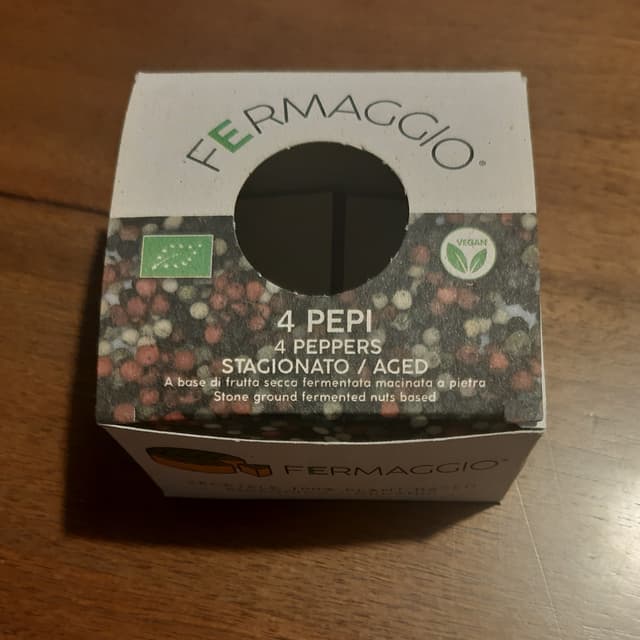 FERMAGGIO®
VEGAN
4 PEPI
4 PEPPERS
STAGIONATO / AGED
A base di frutta secca fermentata macinata a pietra
Stone ground fermented nuts based
FERMAGGIO®